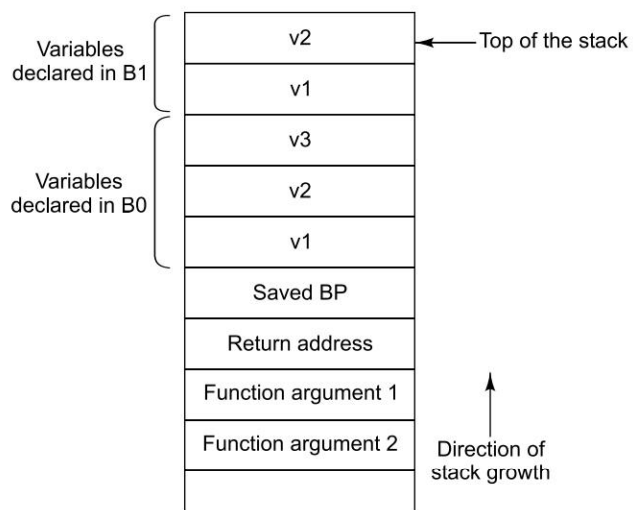 Variables
declared in B1
v2
Top of the stack
v1
Variables
declared in B0
v3
v2
v1
Saved BP
Return address
Function argument 1
Function argument 2
Direction of
stack growth